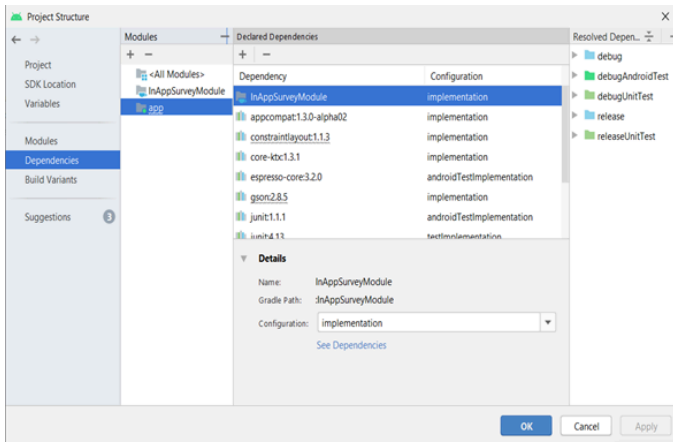 Project Structure
Modules
Declared Dependencies
Resolved Depen...
Project
SDK Location
Variables
Modules
Dependencies
Build Variants
Suggestions
3
<All Modules>
InAppSurveyModule
app
Dependency Configuration
InAppSurveyModule implementation
appcompat:1.3.0-alpha02 implementation
constraintlayout:1.1.3 implementation
core-ktx:1.3.1 implementation
espresso-core:3.2.0 androidTestImplementation
gson:2.8.5 implementation
junit:1.1.1 androidTestImplementation
junit:4.13 testImplementation
Details
Name: InAppSurveyModule
Gradle Path: :InAppSurveyModule
Configuration: implementation
See Dependencies
debug
debugAndroidTest
debugUnitTest
release
releaseUnitTest
OK
Cancel
Apply